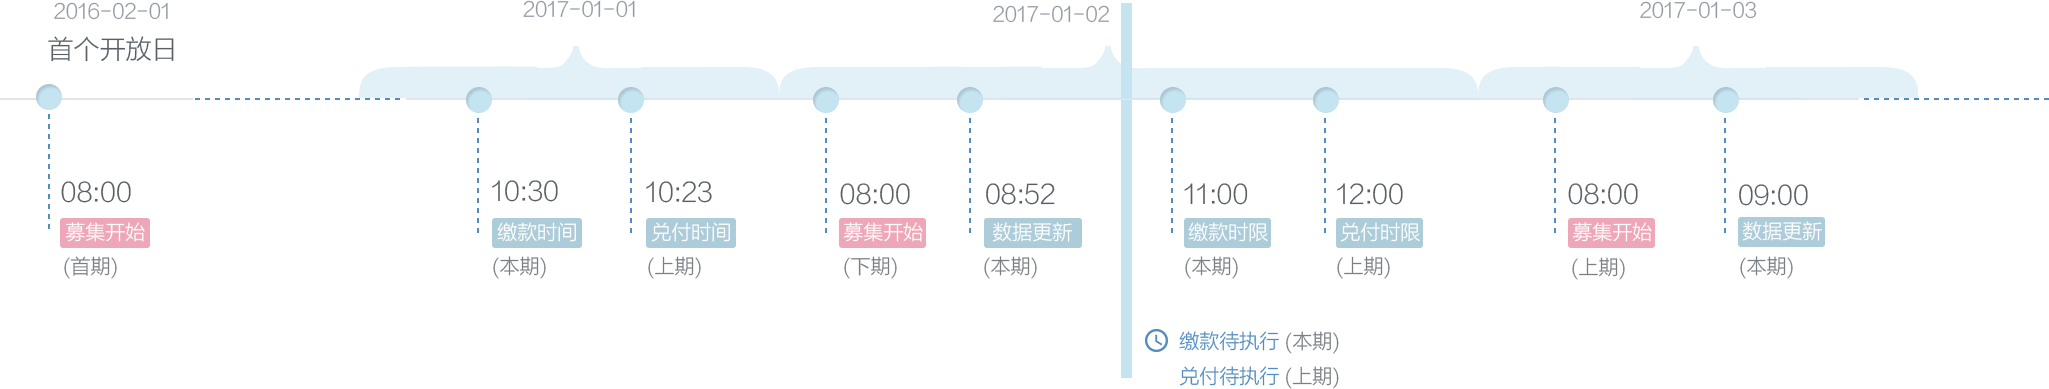 2016-02-01
首个开放日
2017-01-01
2017-01-02
2017-01-03
08:00
募集开始
(首期)
10:30
缴款时间
(本期)
10:23
兑付时间
(上期)
08:00
募集开始
(下期)
08:52
数据更新
(本期)
11:00
缴款时限
(本期)
12:00
兑付时限
(上期)
08:00
募集开始
(上期)
09:00
数据更新
(本期)
缴款待执行 (本期)
兑付待执行 (上期)